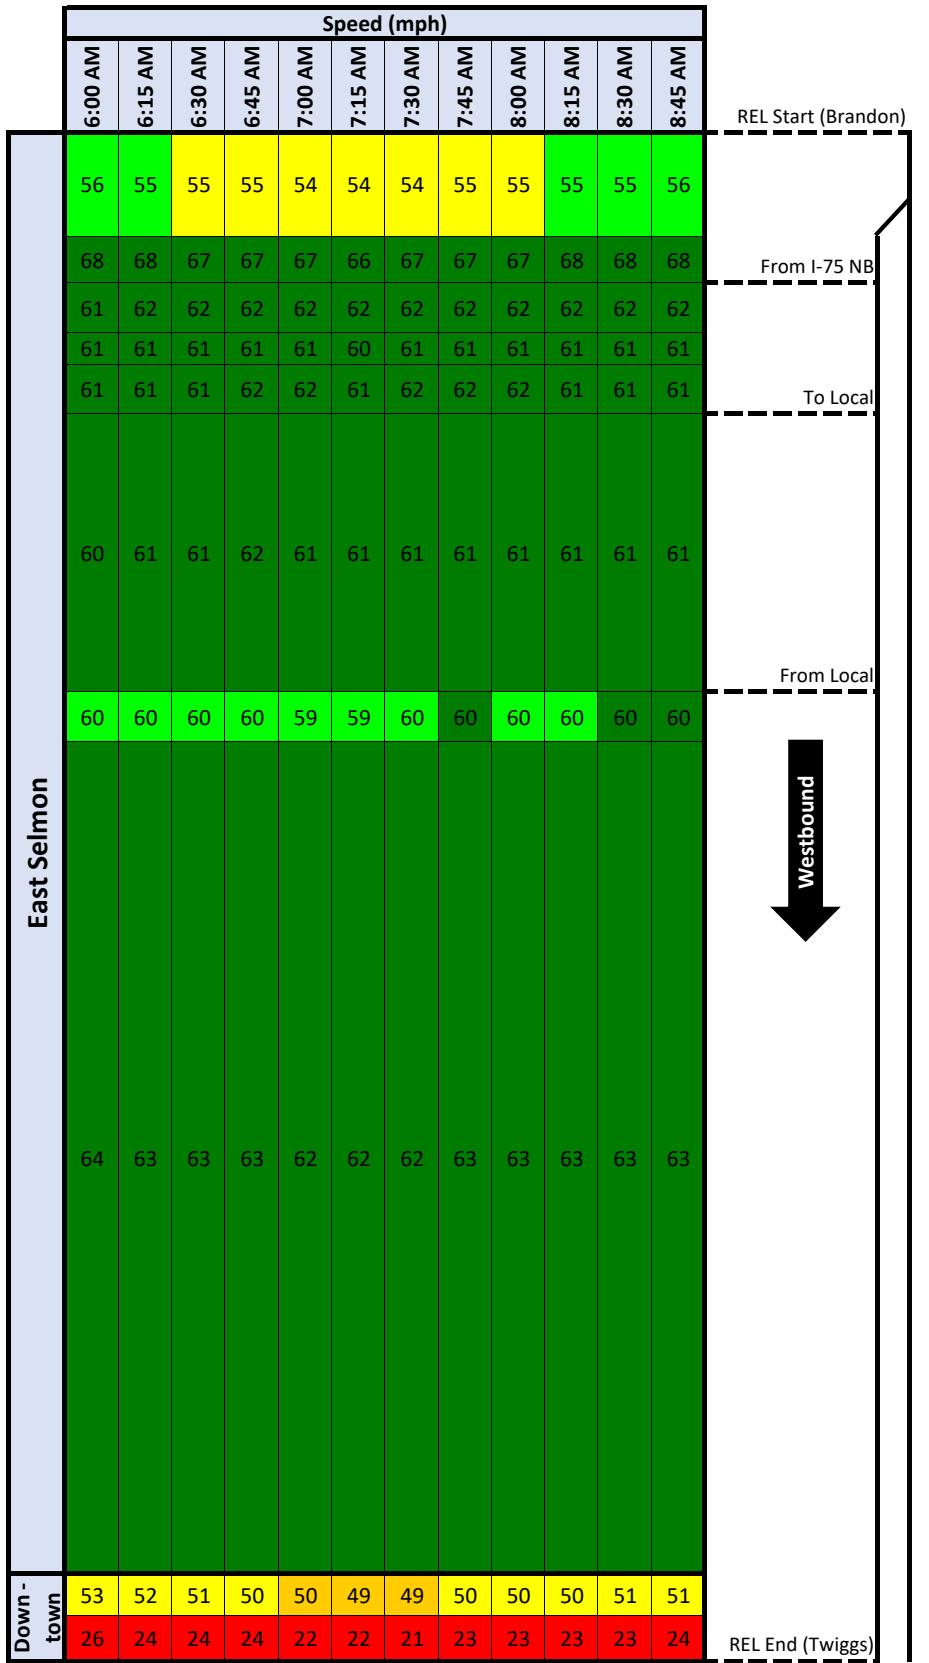 Speed (mph)
6:00 AM 6:15 AM 6:30 AM 6:45 AM 7:00 AM 7:15 AM 7:30 AM 7:45 AM 8:00 AM 8:15 AM 8:30 AM 8:45 AM
REL Start (Brandon)
56 55 55 55 54 54 54 55 55 55 55 56
68 68 67 67 67 66 67 67 67 68 68 68
From I-75 NB
61 62 62 62 62 62 62 62 62 62 62 62
61 61 61 61 61 60 61 61 61 61 61 61
61 61 61 62 62 61 62 62 62 61 61 61
To Local
60 61 61 62 61 61 61 61 61 61 61 61
From Local
60 60 60 60 59 59 60 60 60 60 60 60
East Selmon
Westbound
64 63 63 63 62 62 62 63 63 63 63 63
Down -
town
53 52 51 50 50 49 49 50 50 50 51 51
26 24 24 24 22 22 21 23 23 23 23 24
REL End (Twiggs)